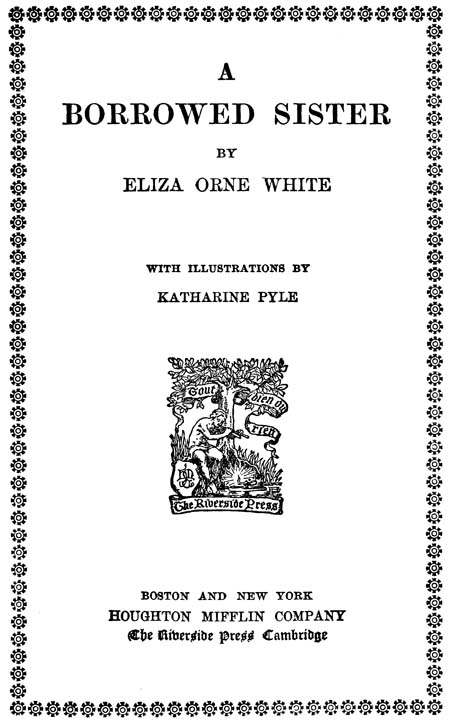 A
BORROWED SISTER
BY
ELIZA ORNE WHITE
WITH ILLUSTRATIONS BY
KATHARINE PYLE
Tout bien ou
rien
The Riverside Press
BOSTON AND NEW YORK
HOUGHTON MIFFLIN COMPANY
The Riverside Press Cambridge